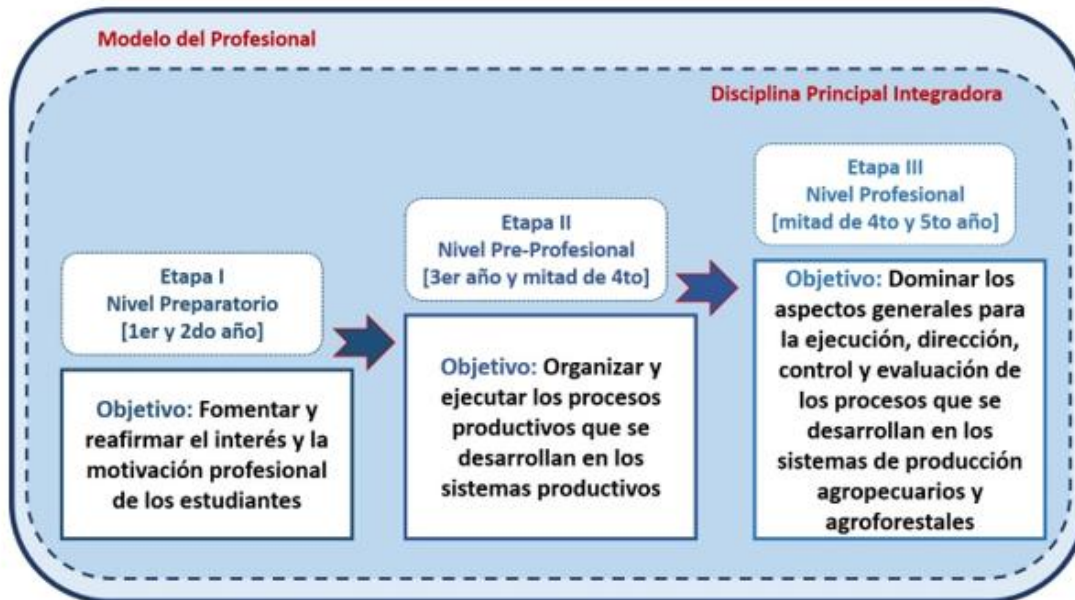 Modelo del Profesional
Disciplina Principal Integradora
Etapa I
Nivel Preparatorio
[1er y 2do año]
Objetivo: Fomentar y
reafirmar el interés y la
motivación profesional
de los estudiantes
Etapa II
Nivel Pre-Profesional
[3er año y mitad de 4to]
Objetivo: Organizar y
ejecutar los procesos
productivos que se
desarrollan en los
sistemas productivos
Etapa III
Nivel Profesional
[mitad de 4to y 5to año]
Objetivo: Dominar los
aspectos generales para
la ejecución, dirección,
control y evaluación de
los procesos que se
desarrollan en los
sistemas de producción
agropecuarios y
agroforestales